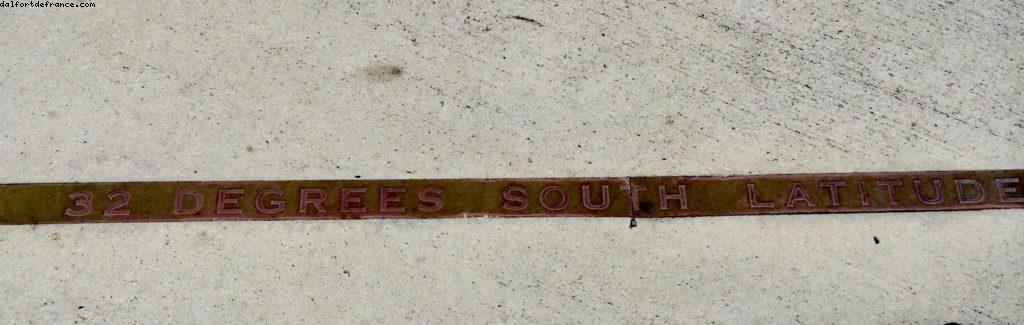 dalfortdefrance.com
32 DEGREES SOUTH LATITUDE